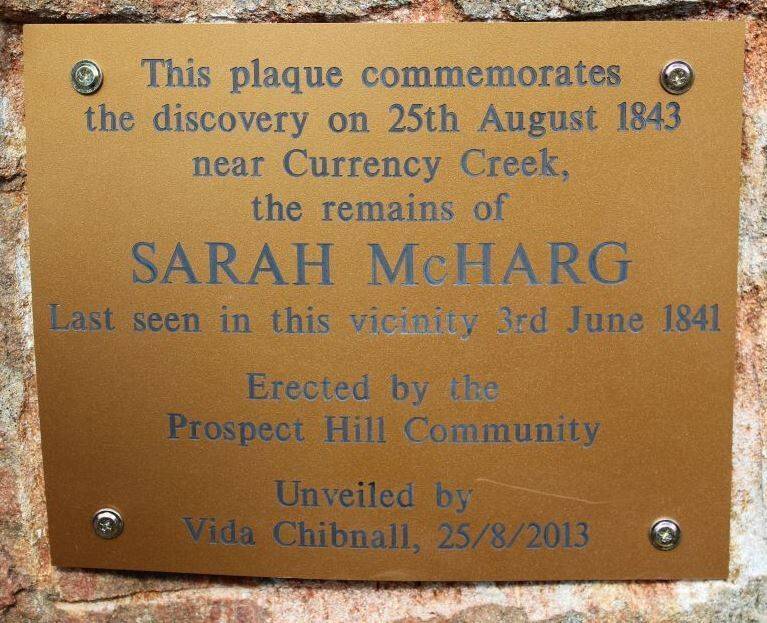 This plaque commemorates
the discovery on 25th August 1843
near Currency Creek,
the remains of
SARAH McHARG
Last seen in this vicinity 3rd June 1841
Erected by the
Prospect Hill Community
Unveiled by
Vida Chibnall, 25/8/2013